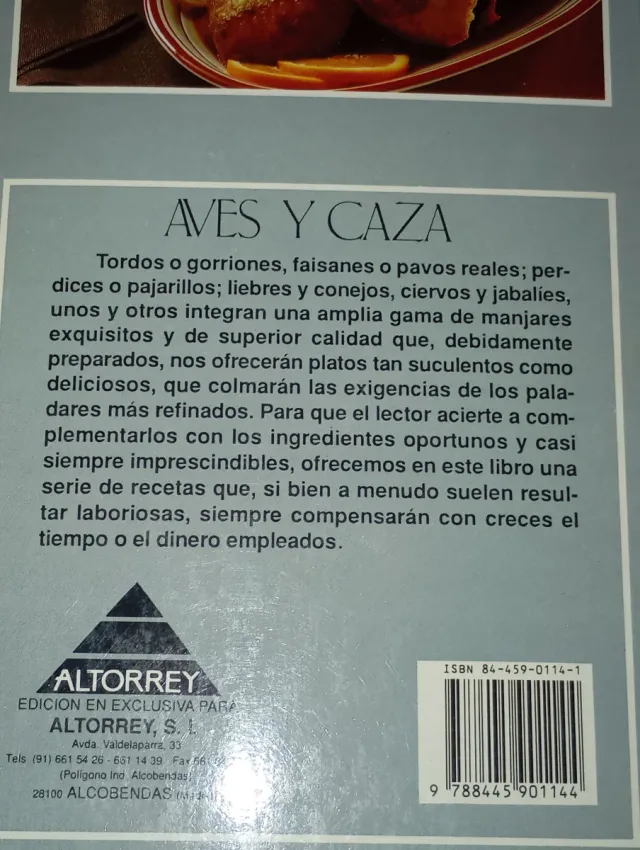 AVES Y CAZA
Tordos o gorriones, faisanes o pavos reales; per-
dices o pajarillos; liebres y conejos, ciervos y jabalíes,
unos y otros integran una amplia gama de manjares
exquisitos y de superior calidad que, debidamente
preparados, nos ofrecerán platos tan suculentos como
deliciosos, que colmarán las exigencias de los pala-
dares más refinados. Para que el lector acierte a com-
plementarlos con los ingredientes oportunos y casi
siempre imprescindibles, ofrecemos en este libro una
serie de recetas que, si bien a menudo suelen resul-
tar laboriosas, siempre compensarán con creces el
tiempo o el dinero empleados.
ALTORREY
EDICION EN EXCLUSIVA PARA
ALTORREY, S.
Avda. Valdelaparra, 33
Tels (91) 661 54 26 - 661 14 39 Fax
(Polígono Ind. Alcobendas)
28100 ALCOBENDAS
ISBN 84-459-0114-1
9 788445 901144